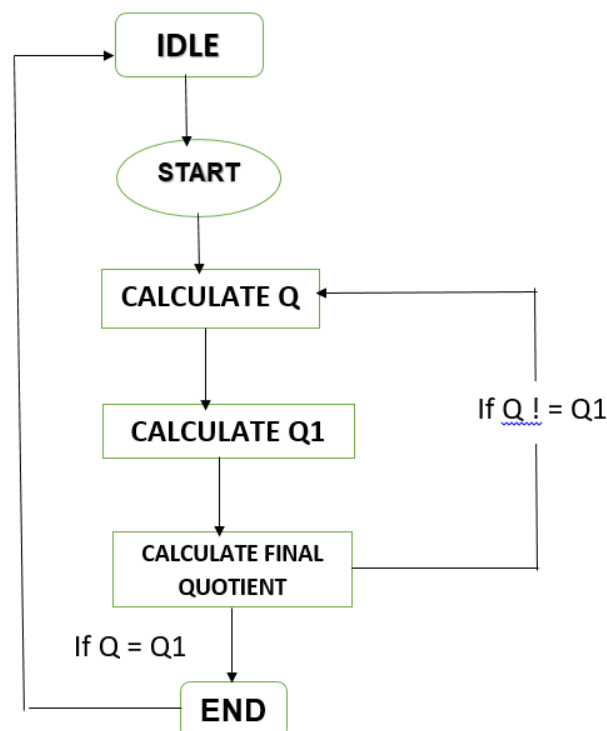 IDLE
START
CALCULATE Q
If Q ! = Q1
CALCULATE Q1
CALCULATE FINAL
QUOTIENT
If Q = Q1
END